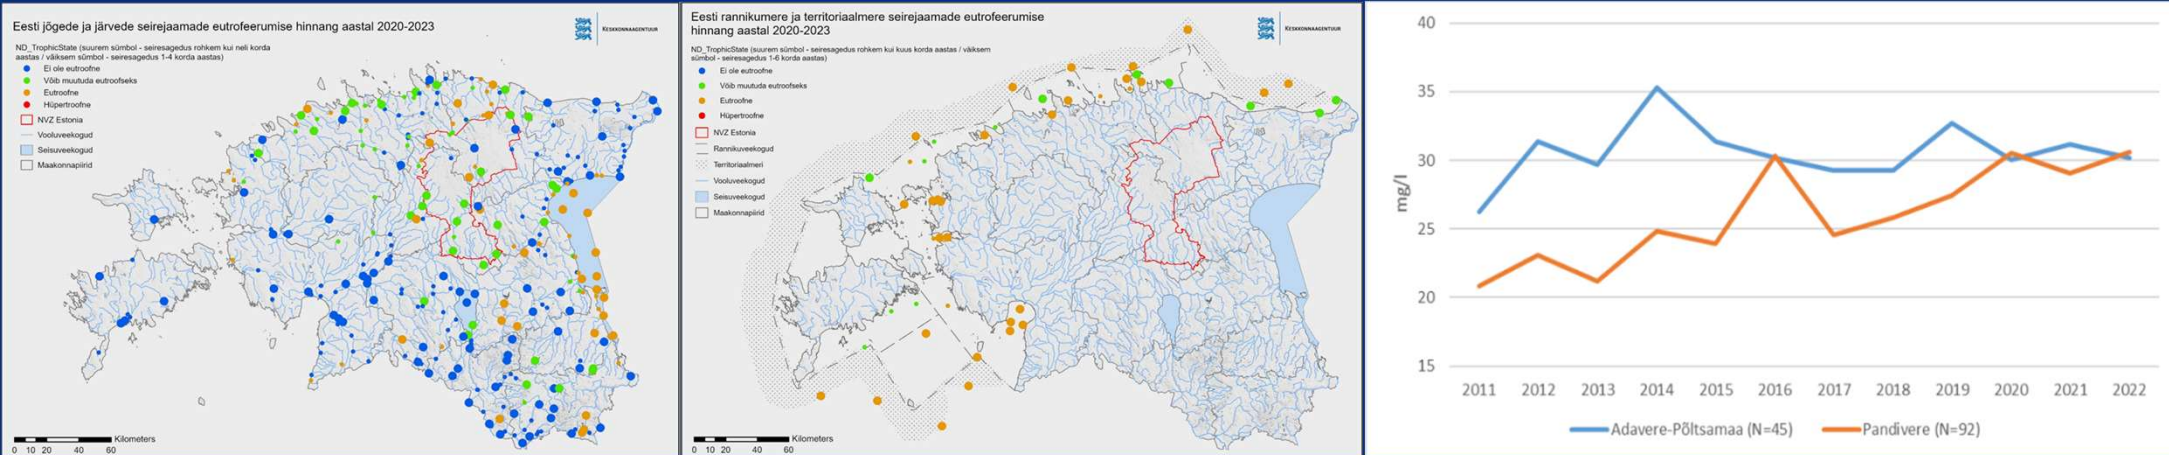 Eesti jõgede ja järvede seirejaamade eutrofeerumise hinnang aastal 2020-2023
KESKKONNAAGENTUUR
ND_TrophicState (suurem sümbol - seiresagedus rohkem kui neli korda
aastas / väiksem sümbol - seiresagedus 1-4 korda aastas)
Ei ole eutroofne
Võib muutuda eutroofseks
Eutroofne
Hüpertroofne
NVZ Estonia
Vooluveekogud
Seisuveekogud
Maakonnapiirid
Kilometers
0 10 20 40 60
Eesti rannikumere ja territoriaalmere seirejaamade eutrofeerumise
hinnang aastal 2020-2023
KESKKONNAAGENTUUR
ND_TrophicState (suurem sümbol - seiresagedus rohkem kui kuus korda aastas / väiksem
sümbol - seiresagedus 1-6 korda aastas)
Ei ole eutroofne
Võib muutuda eutroofseks
Eutroofne
Hüpertroofne
NVZ Estonia
Rannikuveekogud
Territoriaalmeri
Vooluveekogud
Seisuveekogud
Maakonnapiirid
Kilometers
0 10 20 40 60
40
35
30
25
20
15
mg/l
2011 2012 2013 2014 2015 2016 2017 2018 2019 2020 2021 2022
Adavere-Põltsamaa (N=45) Pandivere (N=92)